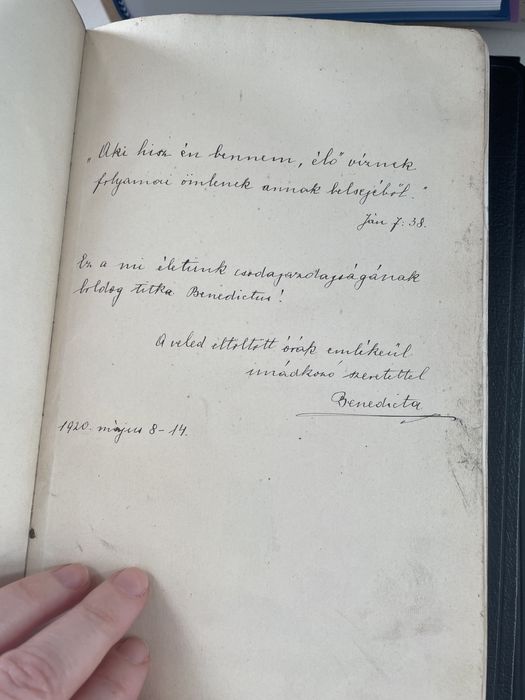 „Aki hisz én bennem, élő víznek
folyamai ömlenek annak belsejéből."
Ján 7: 38.
Ez a mi életünk csodagazdagságának
boldog titka Benedictus!
A veled eltöltött órák emlékeül
imádkozó szeretettel
Benedicta
1920. május 8-14.